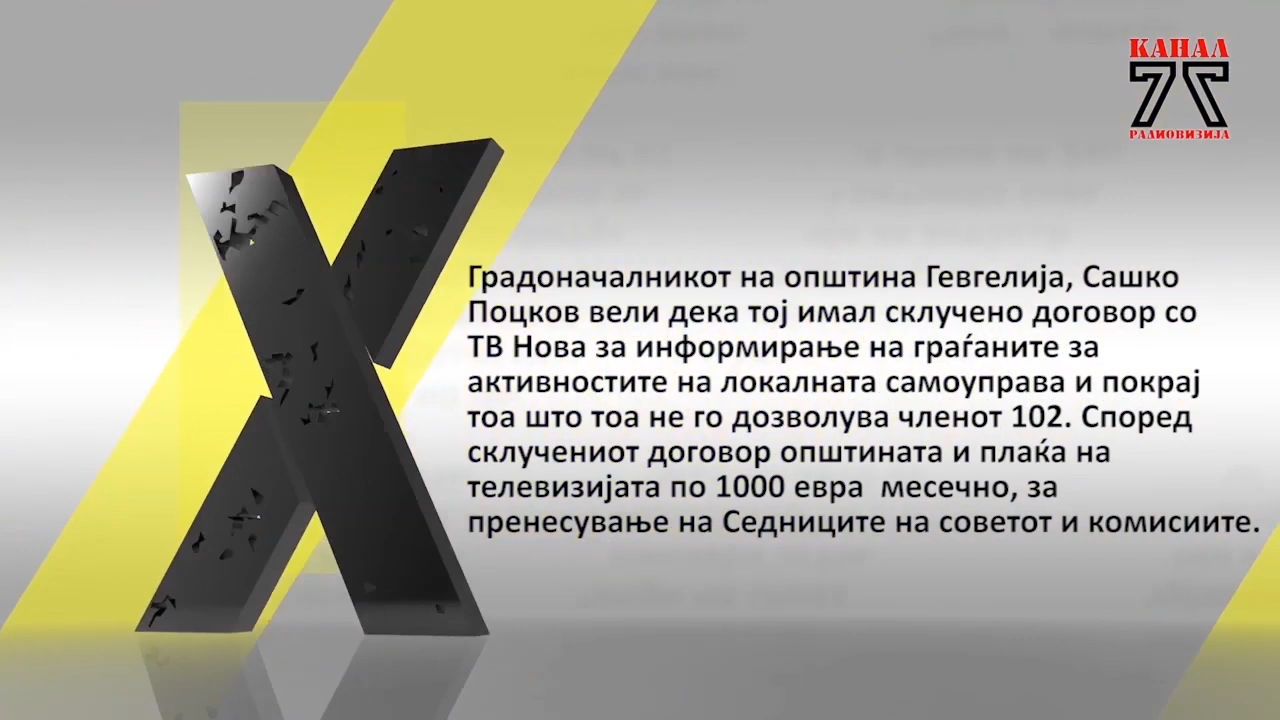 КАНАЛ
77
РАДИОВИЗИЈА
Градоначалникот на општина Гевгелија, Сашко
Поцков вели дека тој имал склучено договор со
ТВ Нова за информирање на граѓаните за
активностите на локалната самоуправа и покрај
тоа што тоа не го дозволува членот 102. Според
склучениот договор општината и плаќа на
телевизијата по 1000 евра  месечно, за
пренесување на Седниците на советот и комисиите.